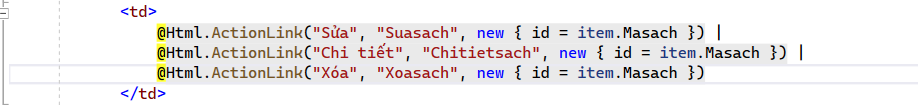 <td>
@Html.ActionLink("Sửa", "Suasach", new { id = item.Masach }) |
@Html.ActionLink("Chi tiết", "Chitietsach", new { id = item.Masach }) |
@Html.ActionLink("Xóa", "Xoasach", new { id = item.Masach })
</td>